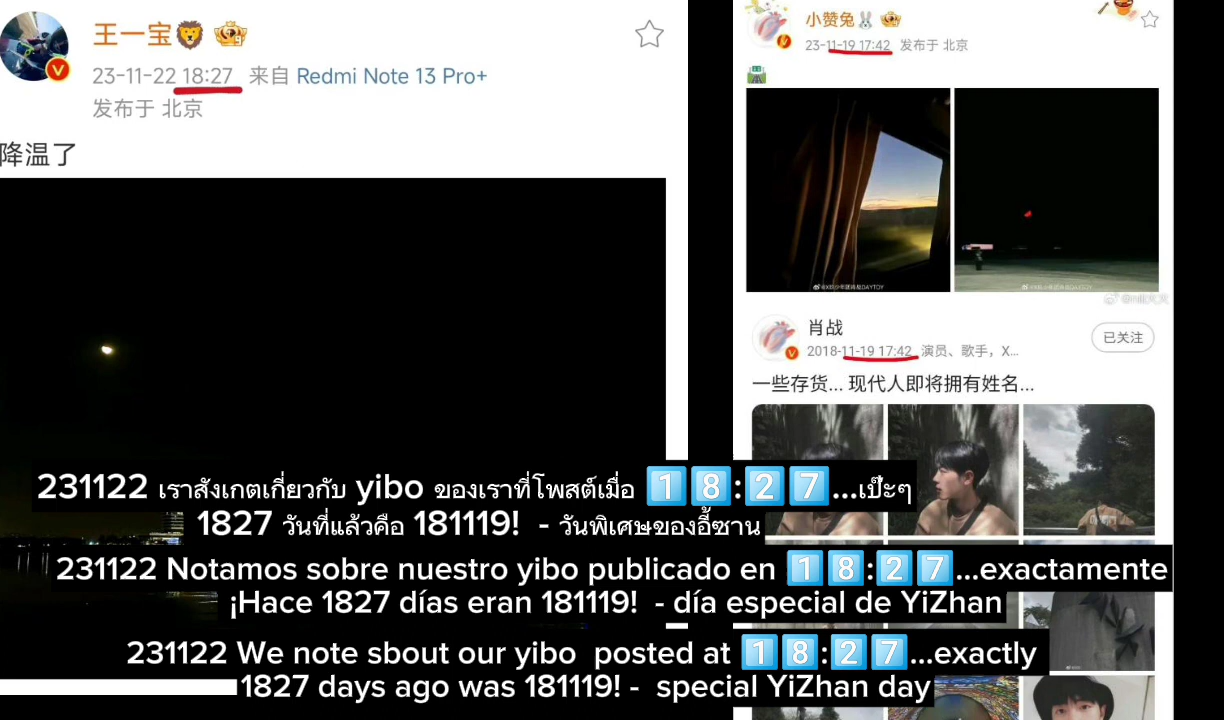 王一宝
23-11-22 18:27 来自 Redmi Note 13 Pro+
发布于 北京
降温了
小赞兔
23-11-19 17:42 发布于 北京
肖战
2018-11-19 17:42 演员、歌手，X...
已关注
一些存货... 现代人即将拥有姓名...
231122 เราสังเกตเกี่ยวกับ yibo ของเราที่โพสต์เมื่อ 1️⃣8️⃣:2️⃣7️⃣...เป๊ะๆ
1827 วันที่แล้วคือ 181119! - วันพิเศษของอี้ซาน
231122 Notamos sobre nuestro yibo publicado en 1️⃣8️⃣:2️⃣7️⃣...exactamente
¡Hace 1827 días eran 181119! - día especial de YiZhan
231122 We note sbout our yibo posted at 1️⃣8️⃣:2️⃣7️⃣...exactly
1827 days ago was 181119! - special YiZhan day